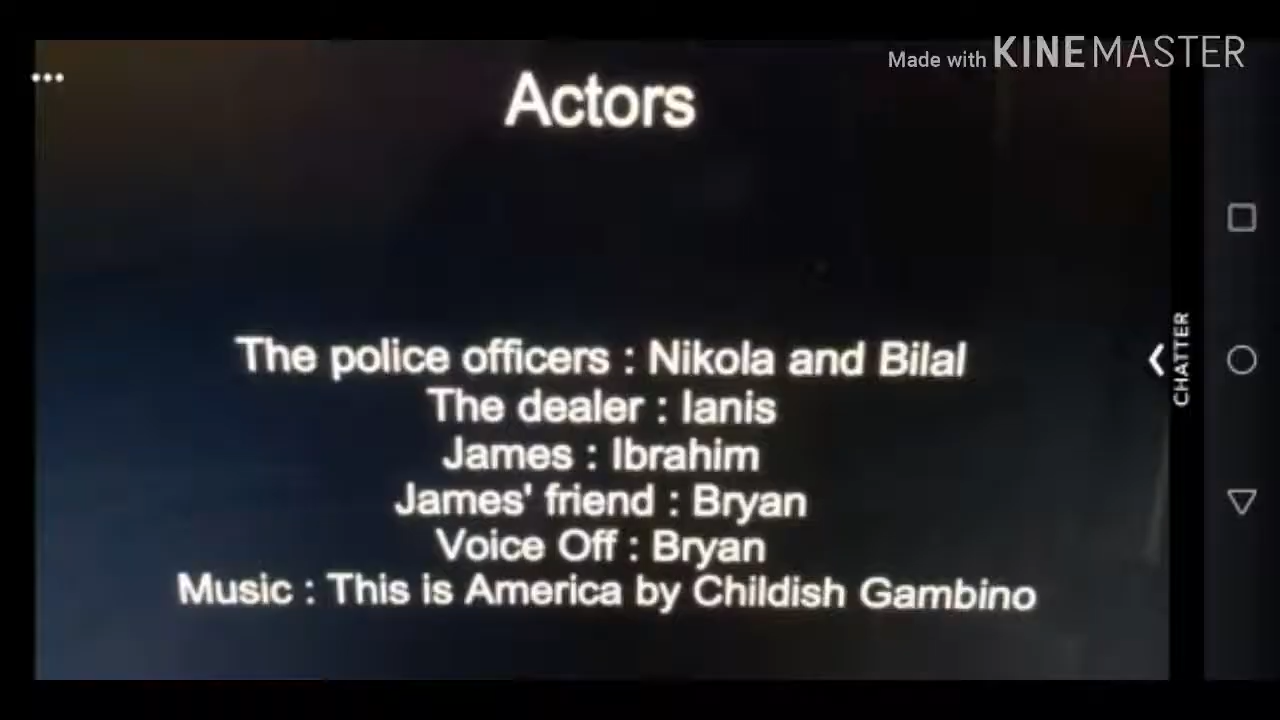 Made with KINEMASTER
•••
Actors
The police officers : Nikola and Bilal
The dealer : Ianis
James : Ibrahim
James' friend : Bryan
Voice Off : Bryan
Music : This is America by Childish Gambino
CHATTER